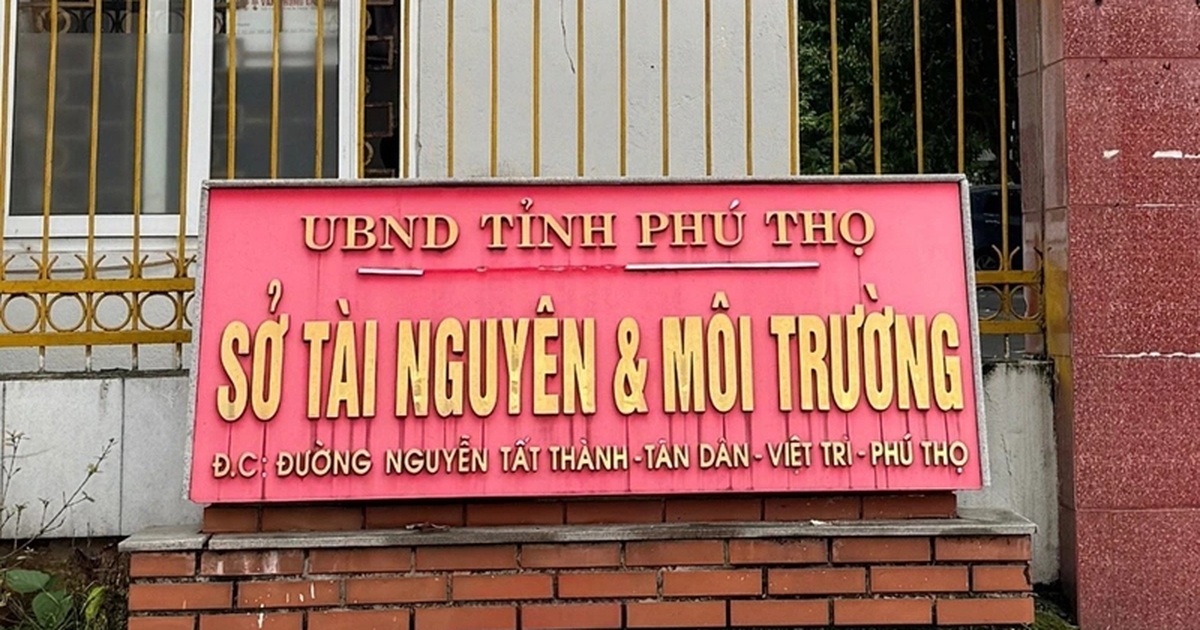 UBND TỈNH PHÚ THỌ
SỞ TÀI NGUYÊN & MÔI TRƯỜNG
Đ.C: ĐƯỜNG NGUYỄN TẤT THÀNH - TÂN DÂN - VIỆT TRÌ - PHÚ THỌ